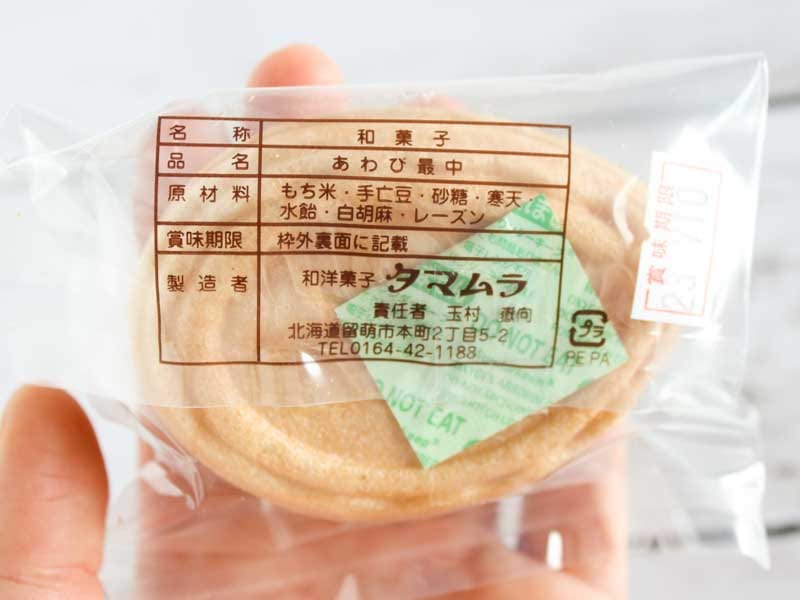 名称 和菓子
品名 あわび最中
原材料 もち米・手亡豆・砂糖・寒天・
水飴・白胡麻・レーズン
賞味期限 枠外裏面に記載
製造者 和洋菓子 タマムラ
責任者 玉村 向
北海道留萌市本町2丁目5-2
TEL0164-42-1188
プラ
PE PA
賞味期限
DO NOT EAT
DO NOT EAT